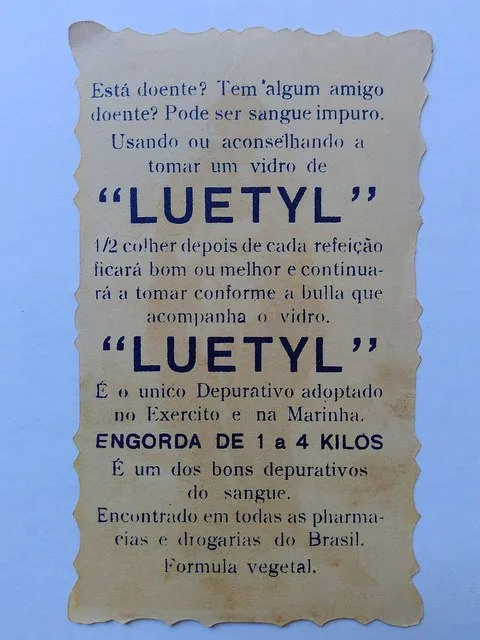 Está doente? Tem algum amigo
doente? Pode ser sangue impuro.
Usando ou aconselhando a
tomar um vidro de
“LUETYL”
1/2 colher depois de cada refeição
ficará bom ou melhor e continua-
rá a tomar conforme a bulla que
acompanha o vidro.
“LUETYL”
É o unico Depurativo adoptado
no Exercito e na Marinha.
ENGORDA DE 1 a 4 KILOS
É um dos bons depurativos
do sangue.
Encontrado em todas as pharma-
cias e drogarias do Brasil.
Formula vegetal.